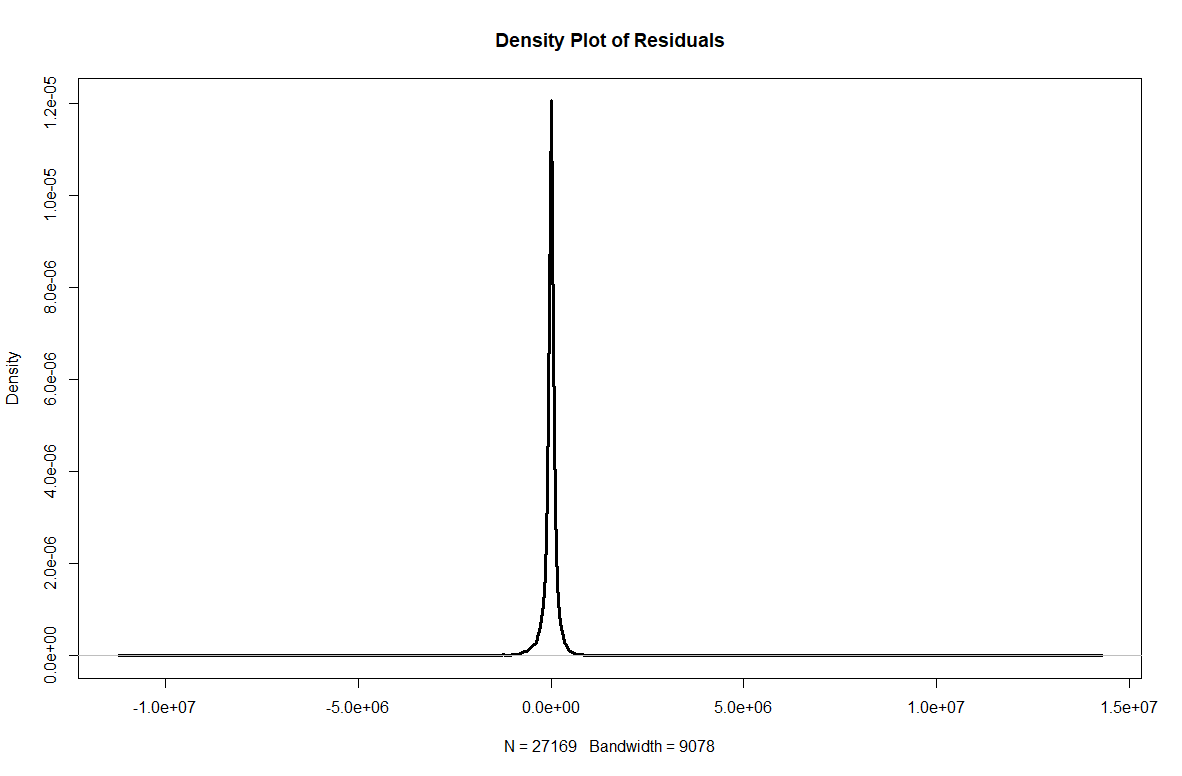 Density Plot of Residuals
Density
1.2e-05
1.0e-05
8.0e-06
6.0e-06
4.0e-06
2.0e-06
0.0e+00
-1.0e+07
-5.0e+06
0.0e+00
5.0e+06
1.0e+07
1.5e+07
N = 27169   Bandwidth = 9078